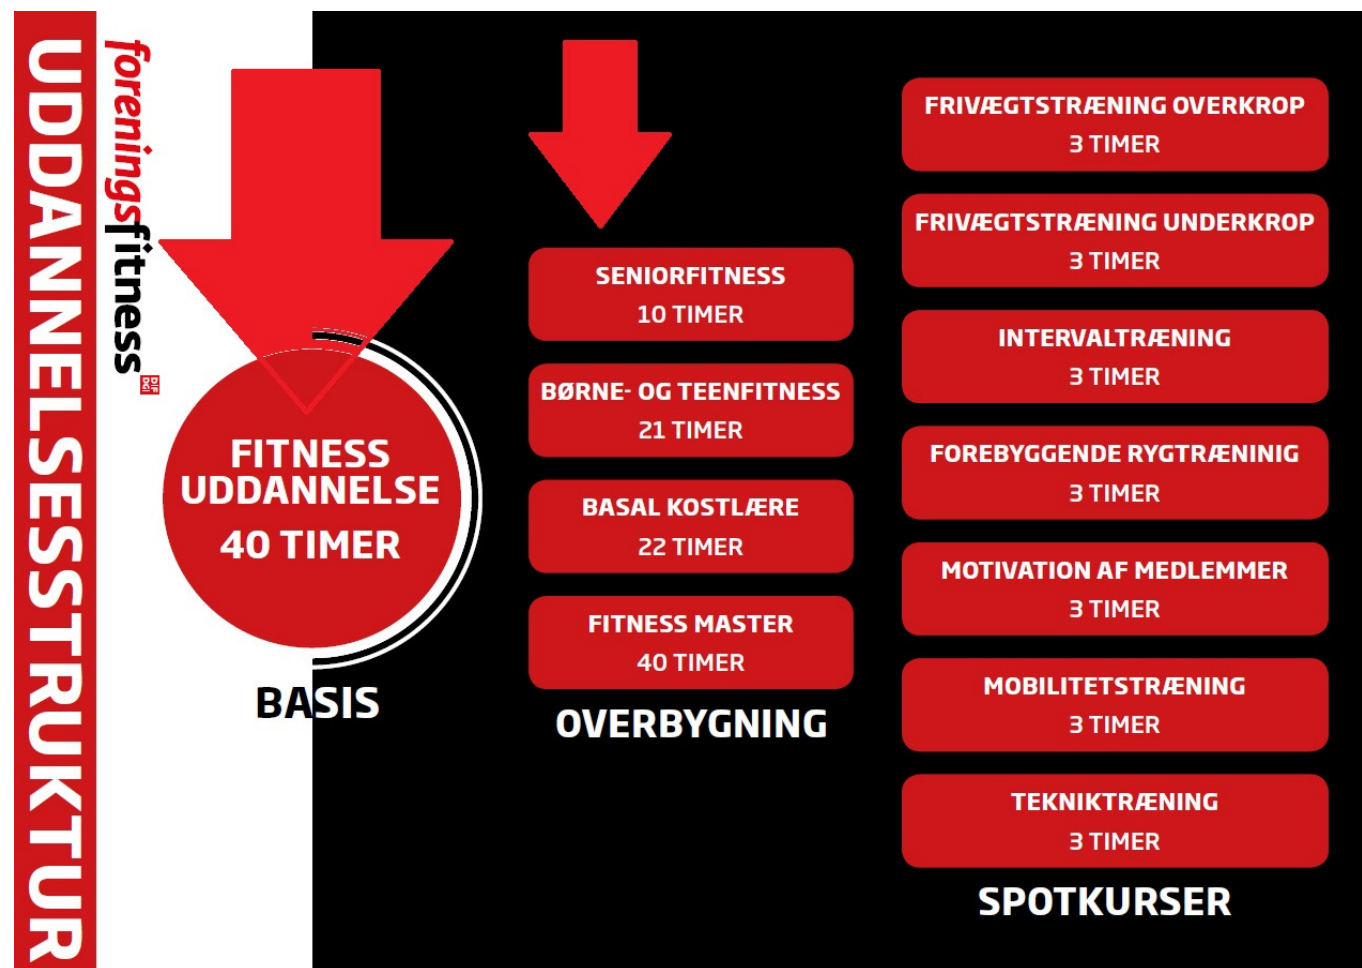 UDDANNELSESSTRUKTUR
foreningsfitness
DIF
DGI
FITNESS
UDDANNELSE
40 TIMER
BASIS
SENIORFITNESS
10 TIMER
BØRNE- OG TEENFITNESS
21 TIMER
BASAL KOSTLÆRE
22 TIMER
FITNESS MASTER
40 TIMER
OVERBYGNING
FRIVÆGTSTRÆNING OVERKROP
3 TIMER
FRIVÆGTSTRÆNING UNDERKROP
3 TIMER
INTERVALTRÆNING
3 TIMER
FOREBYGGENDE RYGTRÆNINIG
3 TIMER
MOTIVATION AF MEDLEMMER
3 TIMER
MOBILITETSTRÆNING
3 TIMER
TEKNIKTRÆNING
3 TIMER
SPOTKURSER